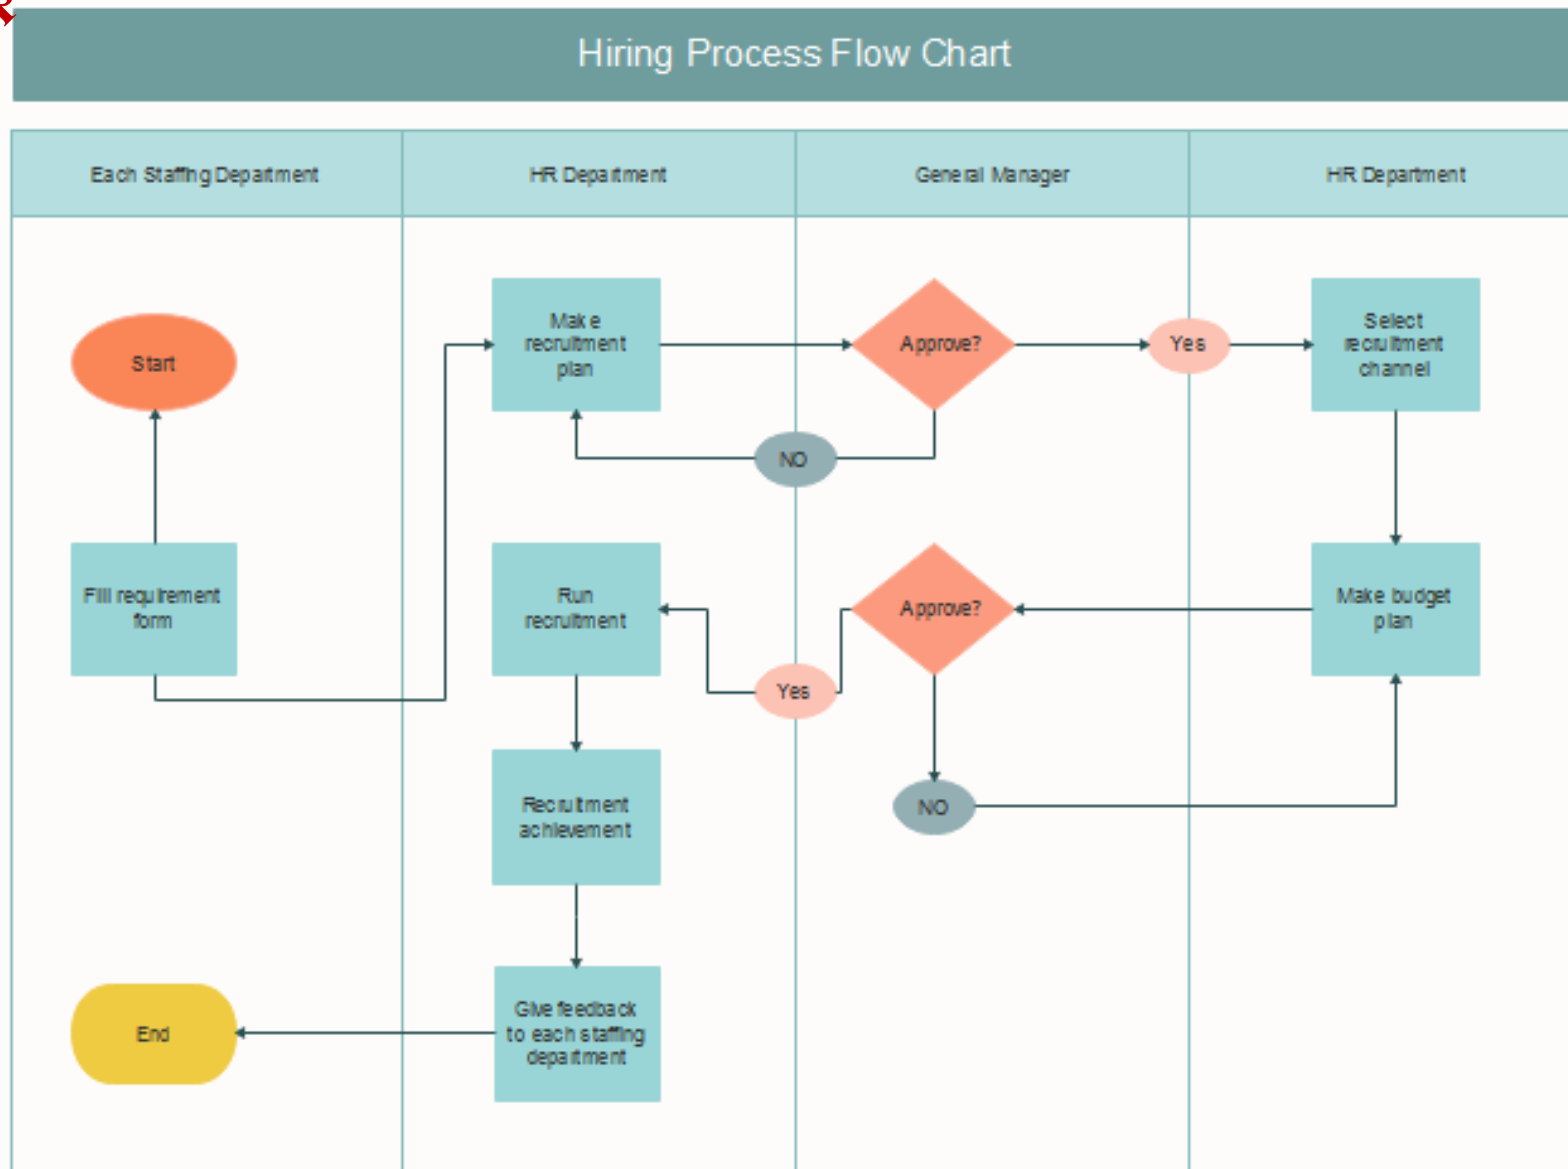 Hiring Process Flow Chart
Each Staffing Department
HR Department
General Manager
HR Department
Start
Make
recruitment
plan
Approve?
Yes
Select
recruitment
channel
NO
Fill requirement
form
Run
recruitment
Approve?
Make budget
plan
Yes
Recruitment
achievement
NO
End
Give feedback
to each staffing
department